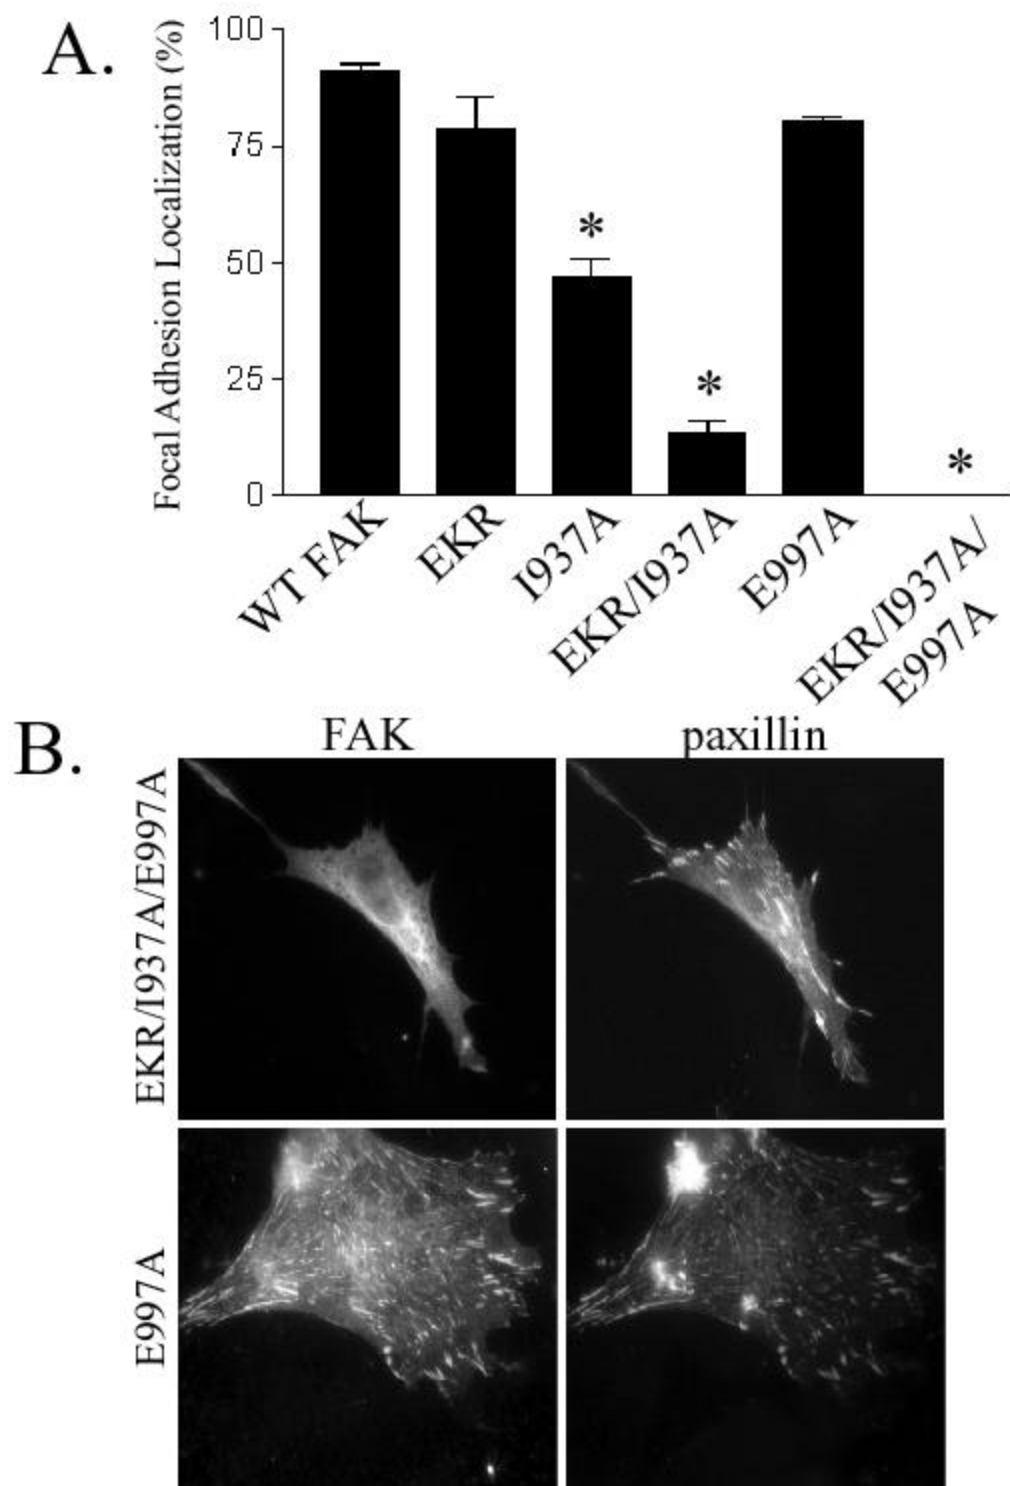 A.
Focal Adhesion Localization (%)
100
75
50
25
0
*
*
*
WT FAK
EKR
I937A
EKR/I937A
E997A
EKR/I937A/
E997A
B.
FAK
paxillin
EKR/I937A/E997A
E997A